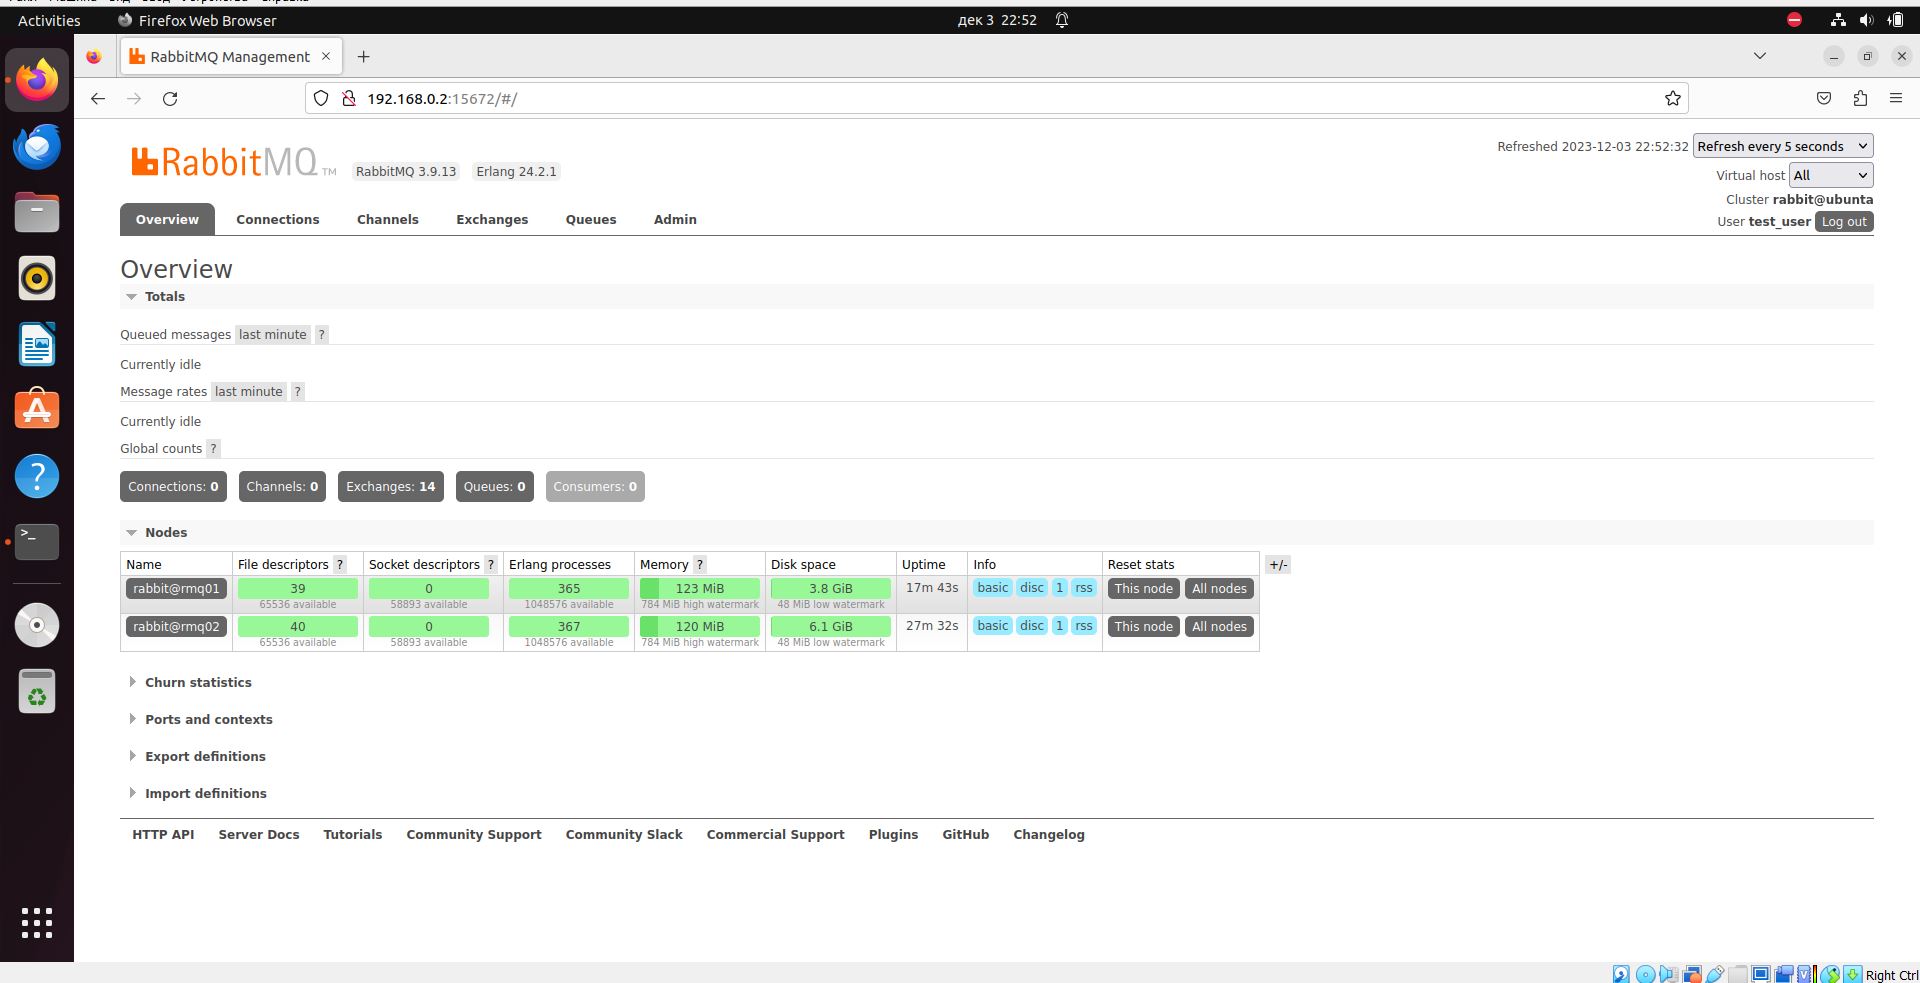 Activities Firefox Web Browser дек 3 22:52
RabbitMQ Management
192.168.0.2:15672/#/
RabbitMQ TM RabbitMQ 3.9.13 Erlang 24.2.1
Refreshed 2023-12-03 22:52:32 Refresh every 5 seconds
Virtual host All
Cluster rabbit@ubunta
User test_user Log out
Overview Connections Channels Exchanges Queues Admin
Overview
Totals
Queued messages last minute ?
Currently idle
Message rates last minute ?
Currently idle
Global counts ?
Connections: 0 Channels: 0 Exchanges: 14 Queues: 0 Consumers: 0
Nodes
Name File descriptors ? Socket descriptors ? Erlang processes Memory ? Disk space Uptime Info Reset stats +/-
rabbit@rmq01 39 0 365 123 MiB 3.8 GiB 17m 43s basic disc 1 rss This node All nodes
65536 available 58893 available 1048576 available 784 MiB high watermark 48 MiB low watermark
rabbit@rmq02 40 0 367 120 MiB 6.1 GiB 27m 32s basic disc 1 rss This node All nodes
65536 available 58893 available 1048576 available 784 MiB high watermark 48 MiB low watermark
Churn statistics
Ports and contexts
Export definitions
Import definitions
HTTP API Server Docs Tutorials Community Support Community Slack Commercial Support Plugins GitHub Changelog
Right Ctrl